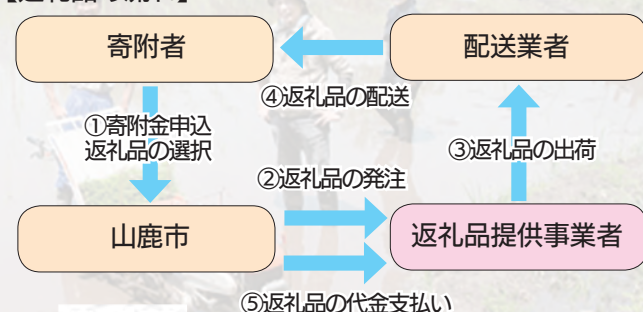 寄附者
配送業者
④返礼品の配送
①寄附金申込
返礼品の選択
③返礼品の出荷
②返礼品の発注
山鹿市
返礼品提供事業者
⑤返礼品の代金支払い